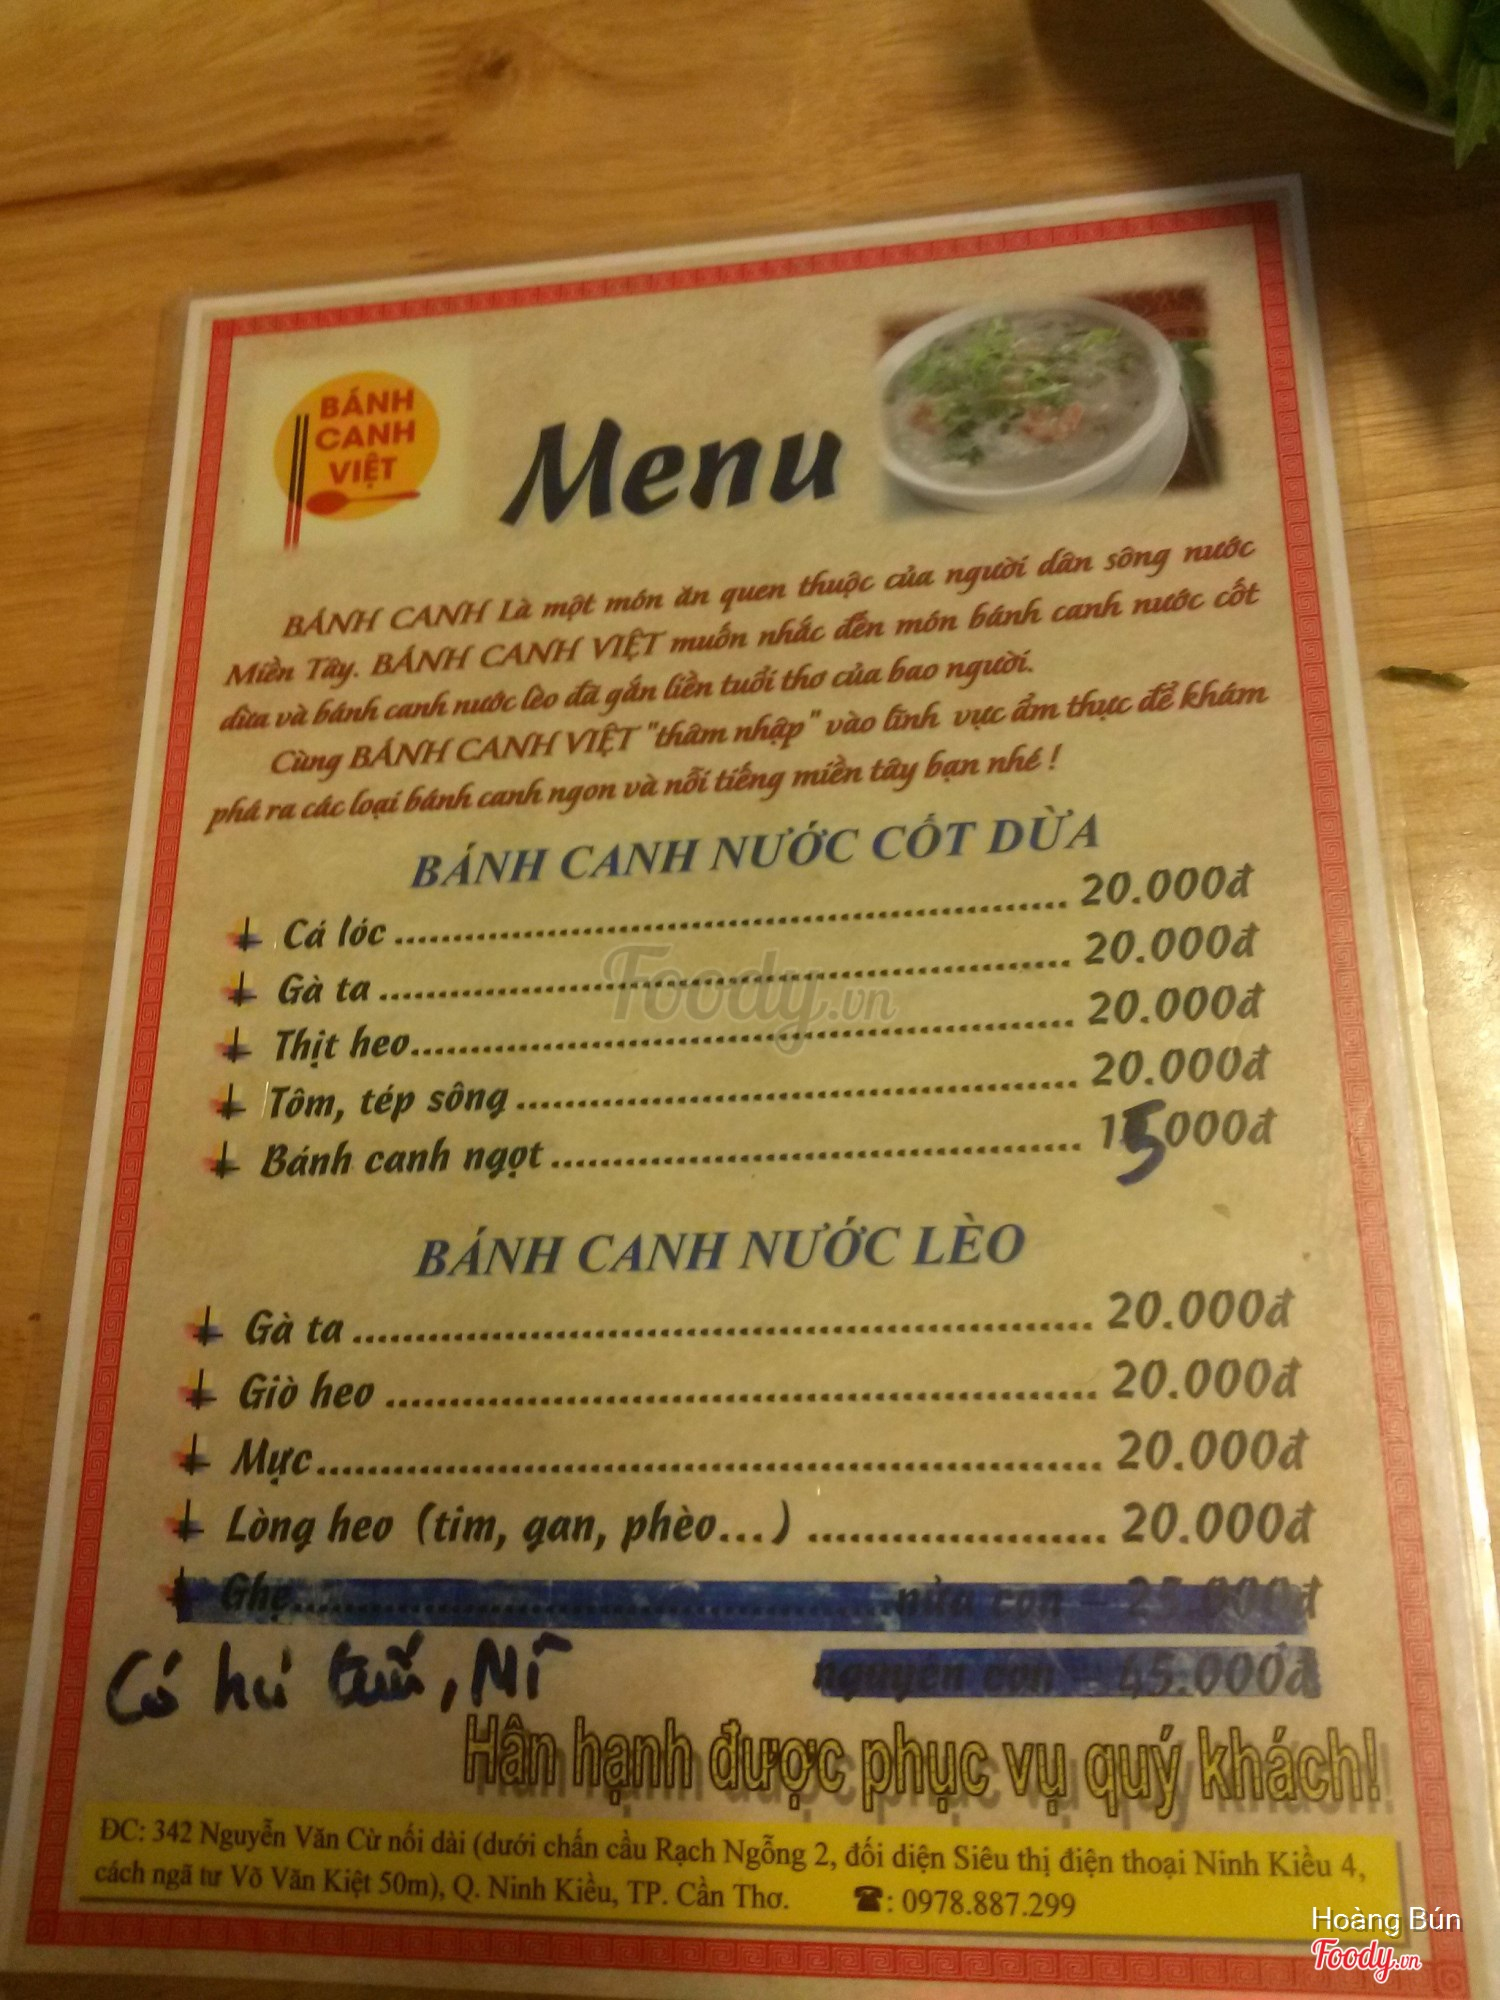 BÁNH
CANH
VIỆT
Menu
BÁNH CANH Là một món ăn quen thuộc của người dân sông nước
Miền Tây. BÁNH CANH VIỆT muốn nhắc đến món bánh canh nước cốt
dừa và bánh canh nước lèo đã gắn liền tuổi thơ của bao người.
Cùng BÁNH CANH VIỆT "thâm nhập" vào lĩnh vực ẩm thực để khám
phá ra các loại bánh canh ngon và nổi tiếng miền tây bạn nhé !
BÁNH CANH NƯỚC CỐT DỪA
Cá lóc ........ 20.000đ
Gà ta ........ 20.000đ
Thịt heo ........ 20.000đ
Tôm, tép sông ........ 20.000đ
Bánh canh ngọt ........ 15000đ
BÁNH CANH NƯỚC LÈO
Gà ta ........ 20.000đ
Giò heo ........ 20.000đ
Mực ........ 20.000đ
Lòng heo (tim, gan, phèo...) ........ 20.000đ
Ghẹ ........ nửa con - 25.000đ
nguyên con - 45.000đ
Có hủ tiếu, Mì
Hân hạnh được phục vụ quý khách!
ĐC: 342 Nguyễn Văn Cừ nối dài (dưới chấn cầu Rạch Ngỗng 2, đối diện Siêu thị điện thoại Ninh Kiều 4,
cách ngã tư Võ Văn Kiệt 50m), Q. Ninh Kiều, TP. Cần Thơ. ☎: 0978.887.299
Foody.vn
Hoàng Bún
Foody.vn